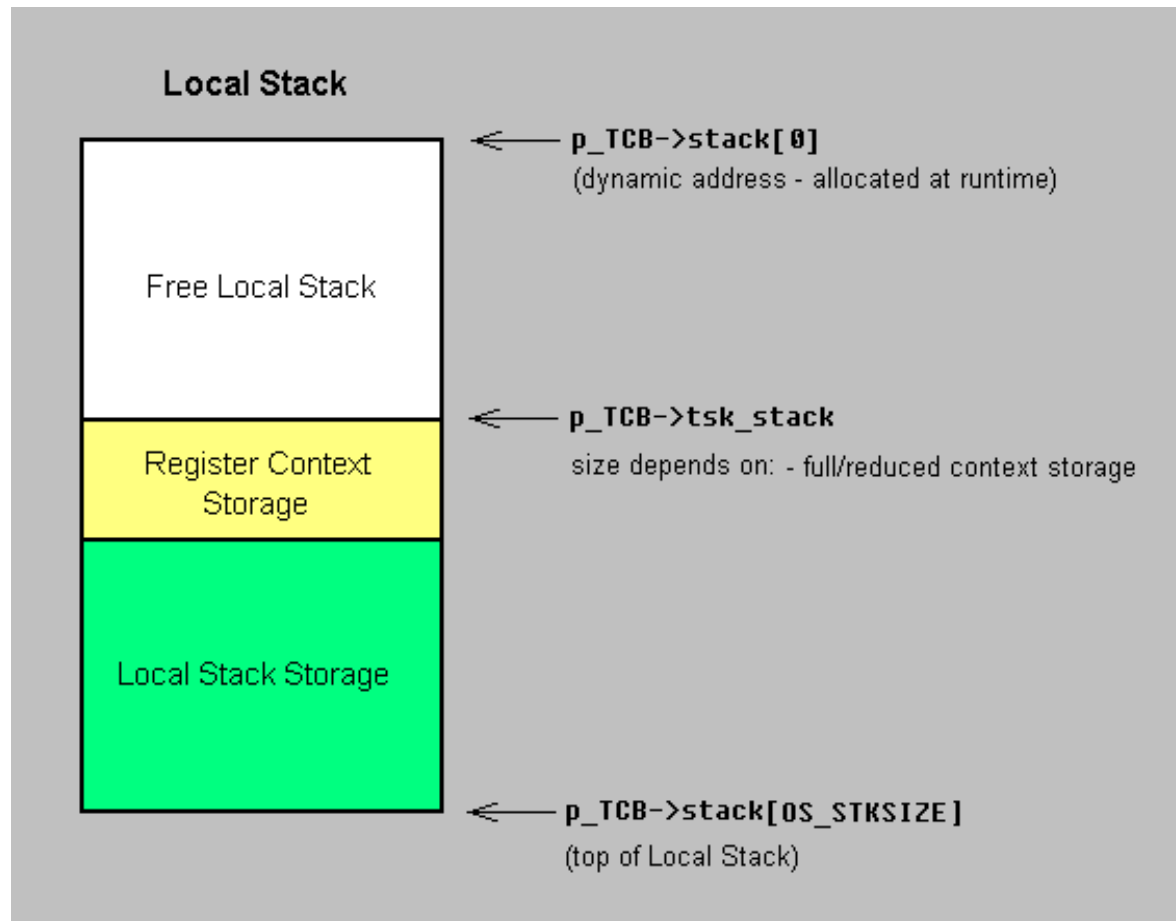 Local Stack
p_TCB->stack[0]
(dynamic address - allocated at runtime)
Free Local Stack
p_TCB->tsk_stack
size depends on: - full/reduced context storage
Register Context
Storage
Local Stack Storage
p_TCB->stack[OS_STKSIZE]
(top of Local Stack)